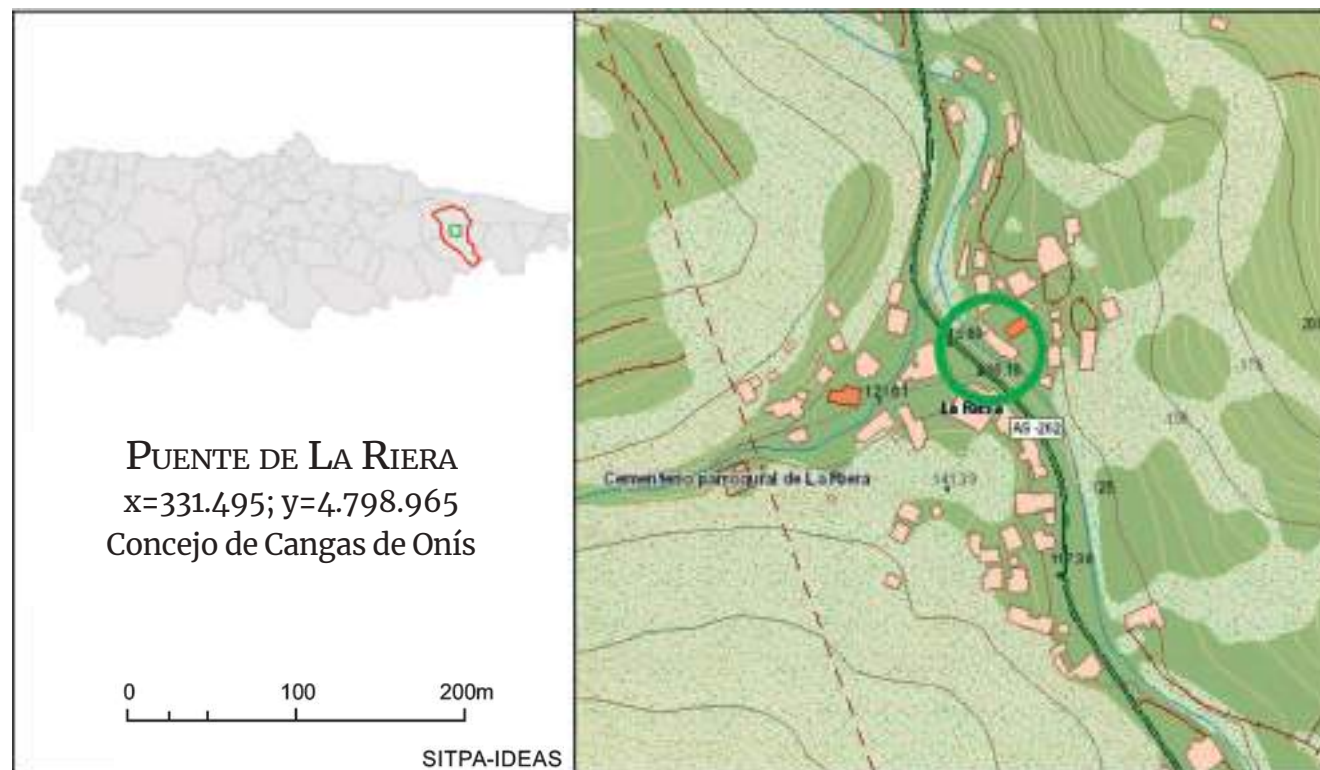 PUENTE DE LA RIERA
x=331.495; y=4.798.965
Concejo de Cangas de Onís
0 100 200m
SITPA-IDEAS
La Riera
AS-262
Cementerio parroquial de La Ribera